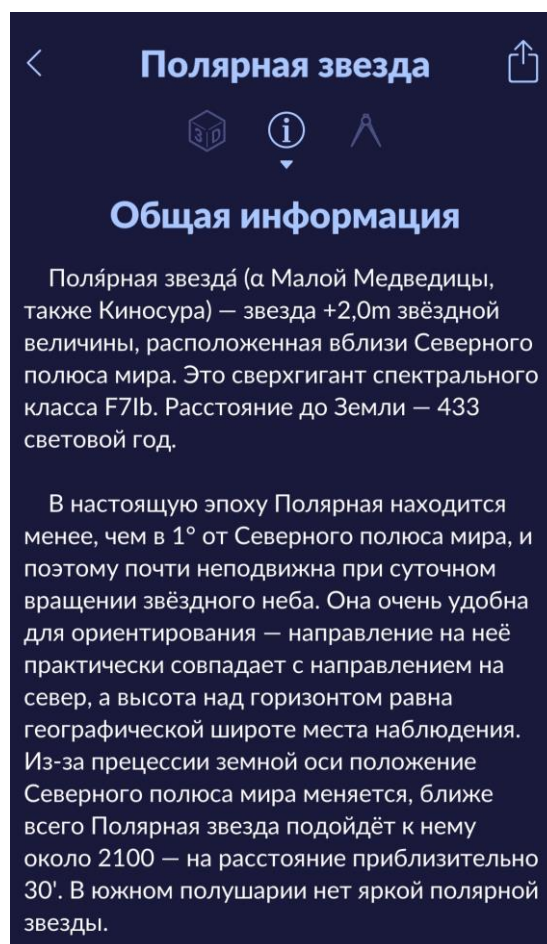 Полярная звезда
3D
i
Общая информация
Поля́рная звезда́ (α Малой Медведицы,
также Киносура) — звезда +2,0m звёздной
величины, расположенная вблизи Северного
полюса мира. Это сверхгигант спектрального
класса F7Ib. Расстояние до Земли — 433
световой год.
В настоящую эпоху Полярная находится
менее, чем в 1° от Северного полюса мира, и
поэтому почти неподвижна при суточном
вращении звёздного неба. Она очень удобна
для ориентирования — направление на неё
практически совпадает с направлением на
север, а высота над горизонтом равна
географической широте места наблюдения.
Из-за прецессии земной оси положение
Северного полюса мира меняется, ближе
всего Полярная звезда подойдёт к нему
около 2100 — на расстояние приблизительно
30'. В южном полушарии нет яркой полярной
звезды.